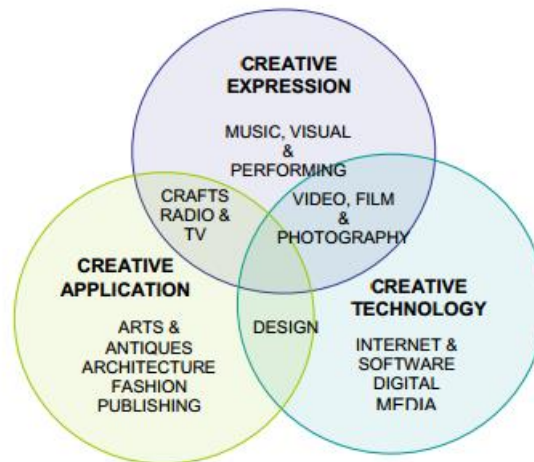 CREATIVE
EXPRESSION
MUSIC, VISUAL
&
PERFORMING
CRAFTS
RADIO &
TV
VIDEO, FILM
&
PHOTOGRAPHY
CREATIVE
APPLICATION
ARTS &
ANTIQUES
ARCHITECTURE
FASHION
PUBLISHING
DESIGN
CREATIVE
TECHNOLOGY
INTERNET &
SOFTWARE
DIGITAL
MEDIA